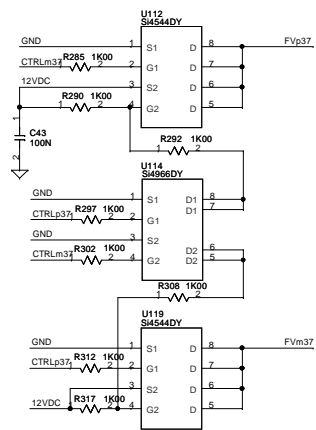 U112
Si4544DY
GND 1 S1 D 8 FVp37
CTRLm37 1 R285 1K00 2 2 G1 D 7
12VDC 3 S2 D 6
1 R290 1K00 2 4 G2 D 5
1 C43 100N 2
1 R292 1K00 2
U114
Si4966DY
GND 1 S1 D1 8
CTRLp37 1 R297 1K00 2 2 G1 D1 7
GND 3 S2 D2 6
CTRLm37 1 R302 1K00 2 4 G2 D2 5
1 R308 1K00 2
U119
Si4544DY
GND 1 S1 D 8 FVm37
CTRLp37 1 R312 1K00 2 2 G1 D 7
3 S2 D 6
12VDC 1 R317 1K00 2 4 G2 D 5